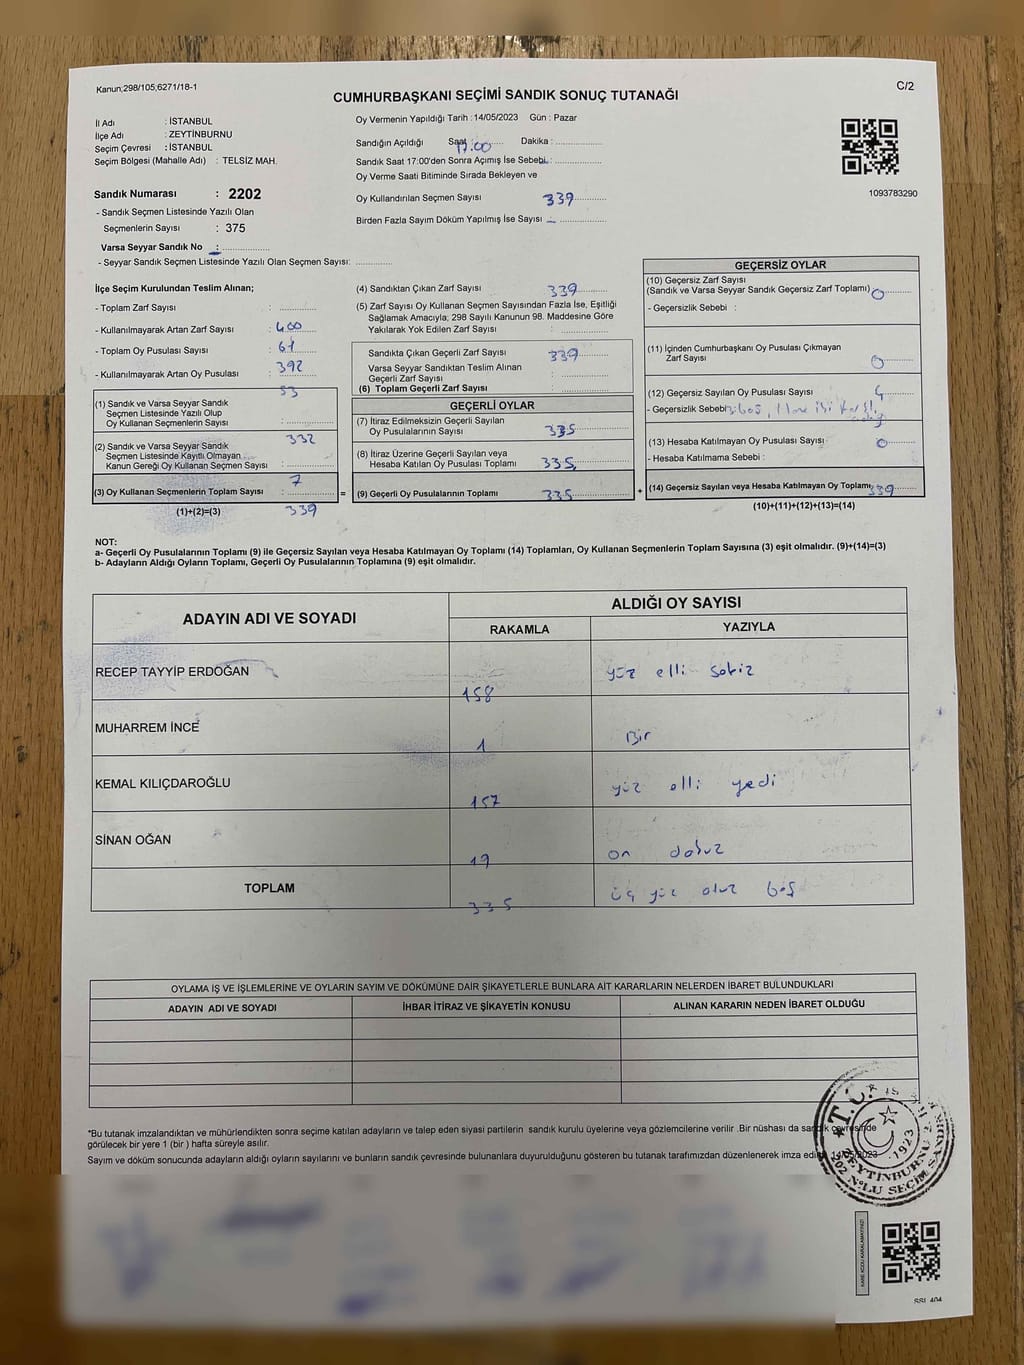 Kanun;298/105,6271/18-1
C/2
CUMHURBAŞKANI SEÇİMİ SANDIK SONUÇ TUTANAĞI
İl Adı : İSTANBUL
İlçe Adı : ZEYTİNBURNU
Seçim Çevresi : İSTANBUL
Seçim Bölgesi (Mahalle Adı) : TELSİZ MAH.
Sandık Numarası : 2202
- Sandık Seçmen Listesinde Yazılı Olan
Seçmenlerin Sayısı : 375
Varsa Seyyar Sandık No :
- Seyyar Sandık Seçmen Listesinde Yazılı Olan Seçmen Sayısı:
Oy Vermenin Yapıldığı Tarih : 14/05/2023 Gün : Pazar
Sandığın Açıldığı Saat : 17:00 Dakika :
Sandık Saat 17:00'den Sonra Açımış İse Sebebi :
Oy Verme Saati Bitiminde Sırada Bekleyen ve
Oy Kullandırılan Seçmen Sayısı 339
Birden Fazla Sayım Döküm Yapılmış İse Sayısı -
1093783290
İlçe Seçim Kurulundan Teslim Alınan;
- Toplam Zarf Sayısı :
- Kullanılmayarak Artan Zarf Sayısı : 400
- Toplam Oy Pusulası Sayısı : 61
- Kullanılmayarak Artan Oy Pusulası : 392
53
(1) Sandık ve Varsa Seyyar Sandık
Seçmen Listesinde Yazılı Olup
Oy Kullanan Seçmenlerin Sayısı :
332
(2) Sandık ve Varsa Seyyar Sandık
Seçmen Listesinde Kayıtlı Olmayan
Kanun Gereği Oy Kullanan Seçmen Sayısı :
7
(3) Oy Kullanan Seçmenlerin Toplam Sayısı : =
(1)+(2)=(3) 339
(4) Sandıktan Çıkan Zarf Sayısı 339
(5) Zarf Sayısı Oy Kullanan Seçmen Sayısından Fazla İse, Eşitliği
Sağlamak Amacıyla; 298 Sayılı Kanunun 98. Maddesine Göre
Yakılarak Yok Edilen Zarf Sayısı :
Sandıkta Çıkan Geçerli Zarf Sayısı 339
Varsa Seyyar Sandıktan Teslim Alınan
Geçerli Zarf Sayısı
(6) Toplam Geçerli Zarf Sayısı :
GEÇERLİ OYLAR
(7) İtiraz Edilmeksizin Geçerli Sayılan
Oy Pusulalarının Sayısı 335
(8) İtiraz Üzerine Geçerli Sayılan veya
Hesaba Katılan Oy Pusulası Toplamı 335
(9) Geçerli Oy Pusulalarının Toplamı 335 +
GEÇERSİZ OYLAR
(10) Geçersiz Zarf Sayısı
(Sandık ve Varsa Seyyar Sandık Geçersiz Zarf Toplamı) 0
- Geçersizlik Sebebi :
(11) İçinden Cumhurbaşkanı Oy Pusulası Çıkmayan
Zarf Sayısı 0
(12) Geçersiz Sayılan Oy Pusulası Sayısı 4
- Geçersizlik Sebebi
(13) Hesaba Katılmayan Oy Pusulası Sayısı 0
- Hesaba Katılmama Sebebi :
(14) Geçersiz Sayılan veya Hesaba Katılmayan Oy Toplamı 339
(10)+(11)+(12)+(13)=(14)
NOT:
a- Geçerli Oy Pusulalarının Toplamı (9) ile Geçersiz Sayılan veya Hesaba Katılmayan Oy Toplamı (14) Toplamları, Oy Kullanan Seçmenlerin Toplam Sayısına (3) eşit olmalıdır. (9)+(14)=(3)
b- Adayların Aldığı Oyların Toplamı, Geçerli Oy Pusulalarının Toplamına (9) eşit olmalıdır.
ADAYIN ADI VE SOYADI ALDIĞI OY SAYISI
RAKAMLA YAZIYLA
RECEP TAYYİP ERDOĞAN 158 yüz elli sekiz
MUHARREM İNCE 1 Bir
KEMAL KILIÇDAROĞLU 157 yüz elli yedi
SİNAN OĞAN 19 on dokuz
TOPLAM 335 üç yüz otuz beş
OYLAMA İŞ VE İŞLEMLERİNE VE OYLARIN SAYIM VE DÖKÜMÜNE DAİR ŞİKAYETLERLE BUNLARA AİT KARARLARIN NELERDEN İBARET BULUNDUKLARI
ADAYIN ADI VE SOYADI İHBAR İTİRAZ VE ŞİKAYETİN KONUSU ALINAN KARARIN NEDEN İBARET OLDUĞU
*Bu tutanak imzalandıktan ve mühürlendikten sonra seçime katılan adayların ve talep eden siyasi partilerin sandık kurulu üyelerine veya gözlemcilerine verilir .Bir nüshası da sandık çevresinde
görülecek bir yere 1 (bir ) hafta süreyle asılır.
Sayım ve döküm sonucunda adayların aldığı oyların sayılarını ve bunların sandık çevresinde bulunanlara duyurulduğunu gösteren bu tutanak tarafımızdan düzenlenerek imza edildi. 14/05/2023
T.C.
1923
ZEYTİNBURNU